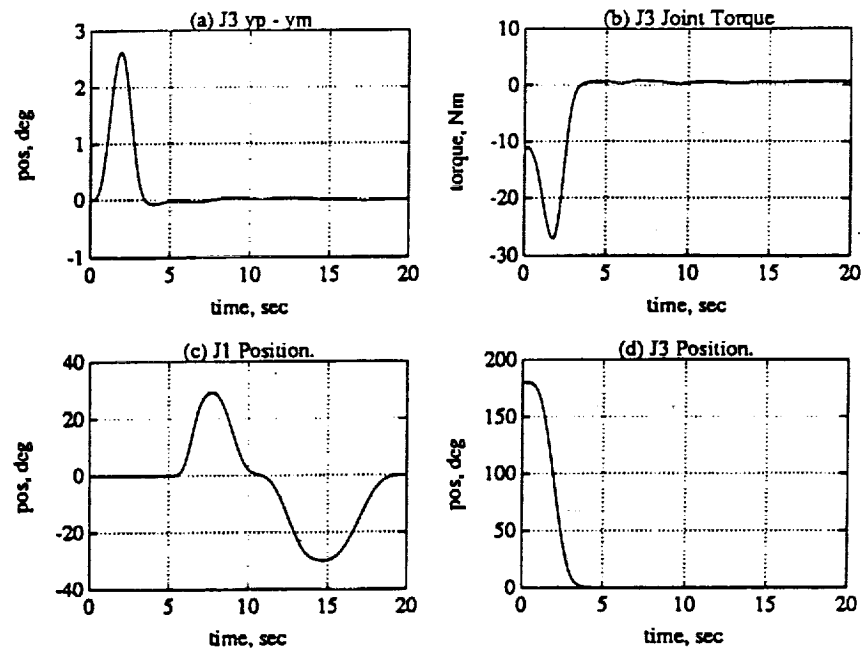 (a) J3 yp - ym
3
2
1
0
-1
pos, deg
0 5 10 15 20
time, sec
(b) J3 Joint Torque
10
0
-10
-20
-30
torque, Nm
0 5 10 15 20
time, sec
(c) J1 Position.
40
20
0
-20
-40
pos, deg
0 5 10 15 20
time, sec
(d) J3 Position.
200
150
100
50
0
pos, deg
0 5 10 15 20
time, sec